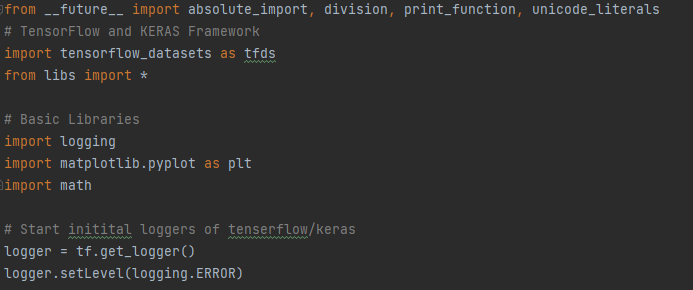 from __future__ import absolute_import, division, print_function, unicode_literals
# TensorFlow and KERAS Framework
import tensorflow_datasets as tfds
from libs import *
# Basic Libraries
import logging
import matplotlib.pyplot as plt
import math
# Start initital loggers of tenserflow/keras
logger = tf.get_logger()
logger.setLevel(logging.ERROR)